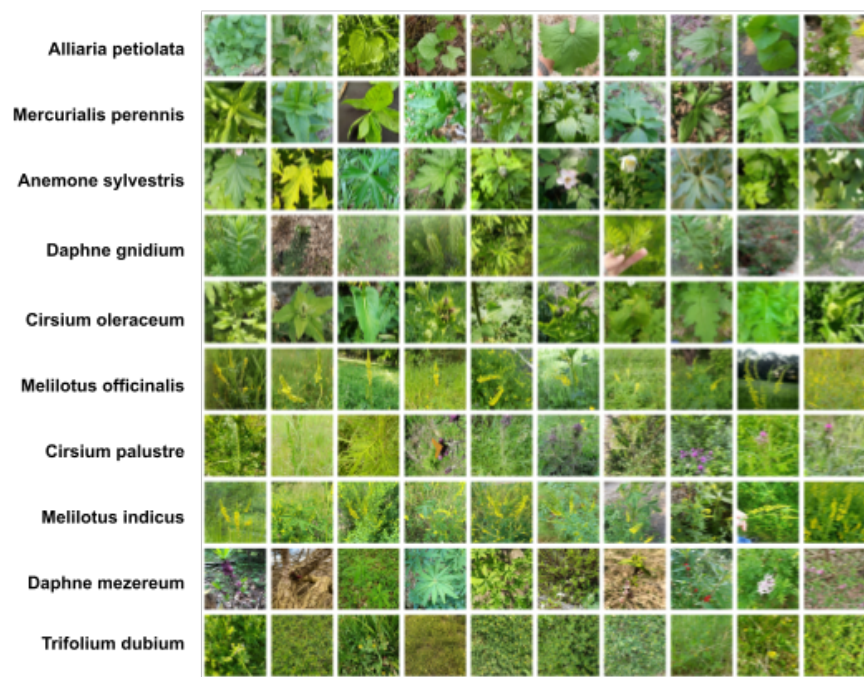 Alliaria petiolata
Mercurialis perennis
Anemone sylvestris
Daphne gnidium
Cirsium oleraceum
Melilotus officinalis
Cirsium palustre
Melilotus indicus
Daphne mezereum
Trifolium dubium